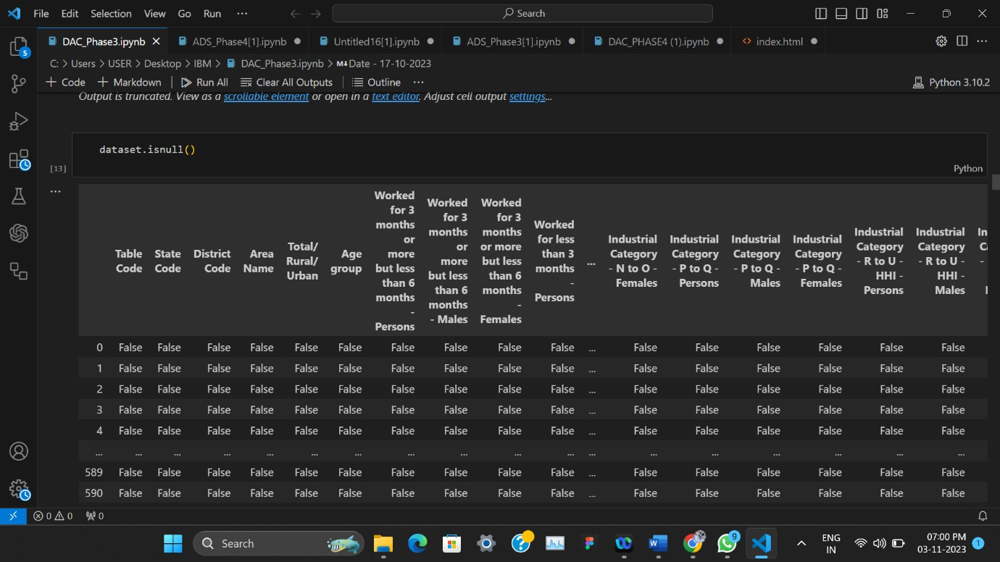 File Edit Selection View Go Run ... Search
DAC_Phase3.ipynb ADS_Phase4[1].ipynb Untitled16[1].ipynb ADS_Phase3[1].ipynb DAC_PHASE4 (1).ipynb <> index.html ...
5
C: > Users > USER > Desktop > IBM > DAC_Phase3.ipynb > M↓Date - 17-10-2023
+ Code + Markdown Run All Clear All Outputs Outline ... Python 3.10.2
Output is truncated. View as a scrollable element or open in a text editor. Adjust cell output settings...
dataset.isnull()
[13] Python
...
Table Code State Code District Code Area Name Total/ Rural/ Urban Age group Worked for 3 months or more but less than 6 months - Persons Worked for 3 months or more but less than 6 months - Males Worked for 3 months or more but less than 6 months - Females Worked for less than 3 months - Persons ... Industrial Category - N to O - Females Industrial Category - P to Q - Persons Industrial Category - P to Q - Males Industrial Category - P to Q - Females Industrial Category - R to U - HHI - Persons Industrial Category - R to U - HHI - Males
0 False False False False False False False False False False ... False False False False False False
1 False False False False False False False False False False ... False False False False False False
2 False False False False False False False False False False ... False False False False False False
3 False False False False False False False False False False ... False False False False False False
4 False False False False False False False False False False ... False False False False False False
... ... ... ... ... ... ... ... ... ... ... ... ... ... ... ... ... ...
589 False False False False False False False False False False ... False False False False False False
590 False False False False False False False False False False ... False False False False False False
0 0 0
Search 9 ENG IN 07:00 PM 03-11-2023 1